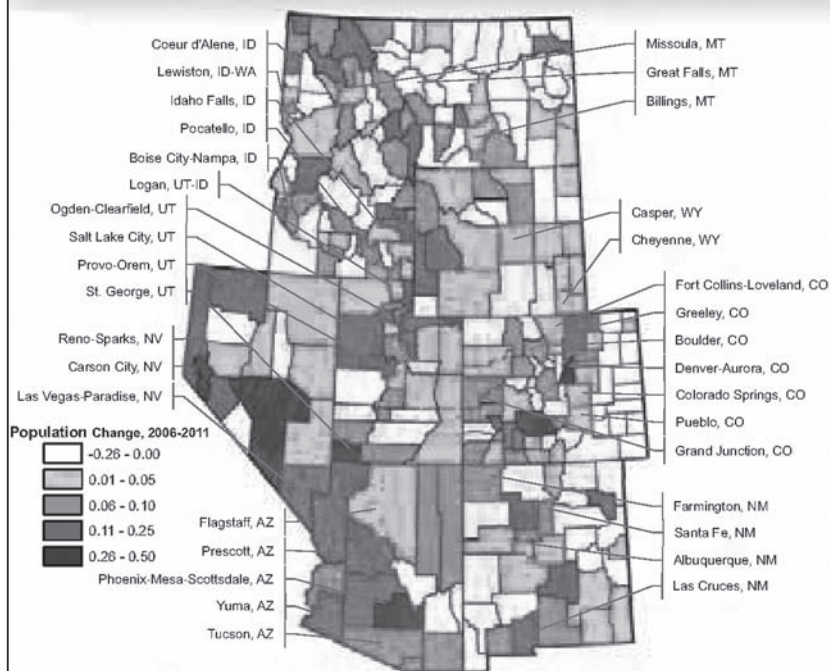 Coeur d'Alene, ID
Lewiston, ID-WA
Idaho Falls, ID
Pocatello, ID
Boise City-Nampa, ID
Logan, UT-ID
Ogden-Clearfield, UT
Salt Lake City, UT
Provo-Orem, UT
St. George, UT
Reno-Sparks, NV
Carson City, NV
Las Vegas-Paradise, NV
Missoula, MT
Great Falls, MT
Billings, MT
Casper, WY
Cheyenne, WY
Fort Collins-Loveland, CO
Greeley, CO
Boulder, CO
Denver-Aurora, CO
Colorado Springs, CO
Pueblo, CO
Grand Junction, CO
Population Change, 2006-2011
-0.26 - 0.00
0.01 - 0.05
0.06 - 0.10
0.11 - 0.25
0.26 - 0.50
Flagstaff, AZ
Prescott, AZ
Phoenix-Mesa-Scottsdale, AZ
Yuma, AZ
Tucson, AZ
Farmington, NM
Santa Fe, NM
Albuquerque, NM
Las Cruces, NM